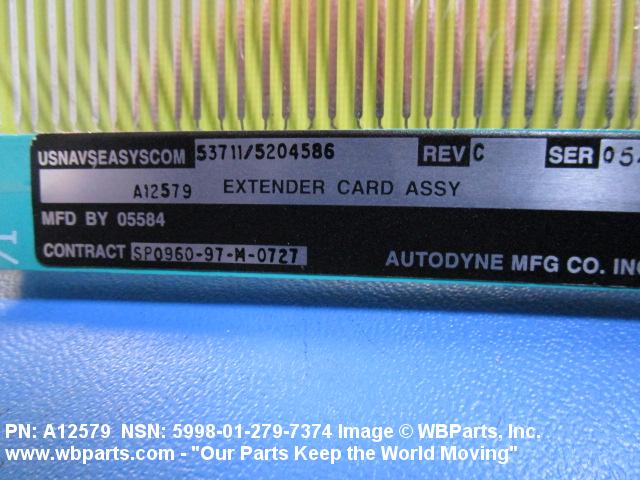 USNAVSEASYSCOM 53711/5204586 REV C SER 054
A12579 EXTENDER CARD ASSY
MFD BY 05584
CONTRACT SP0960-97-M-0727 AUTODYNE MFG CO. INC
PN: A12579 NSN: 5998-01-279-7374 Image © WBParts, Inc.
www.wbparts.com - "Our Parts Keep the World Moving"